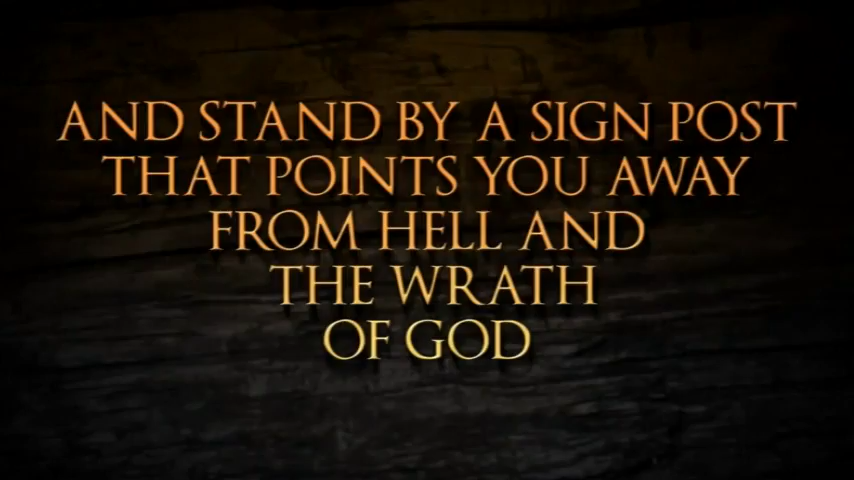 AND STAND BY A SIGN POST
THAT POINTS YOU AWAY
FROM HELL AND
THE WRATH
OF GOD